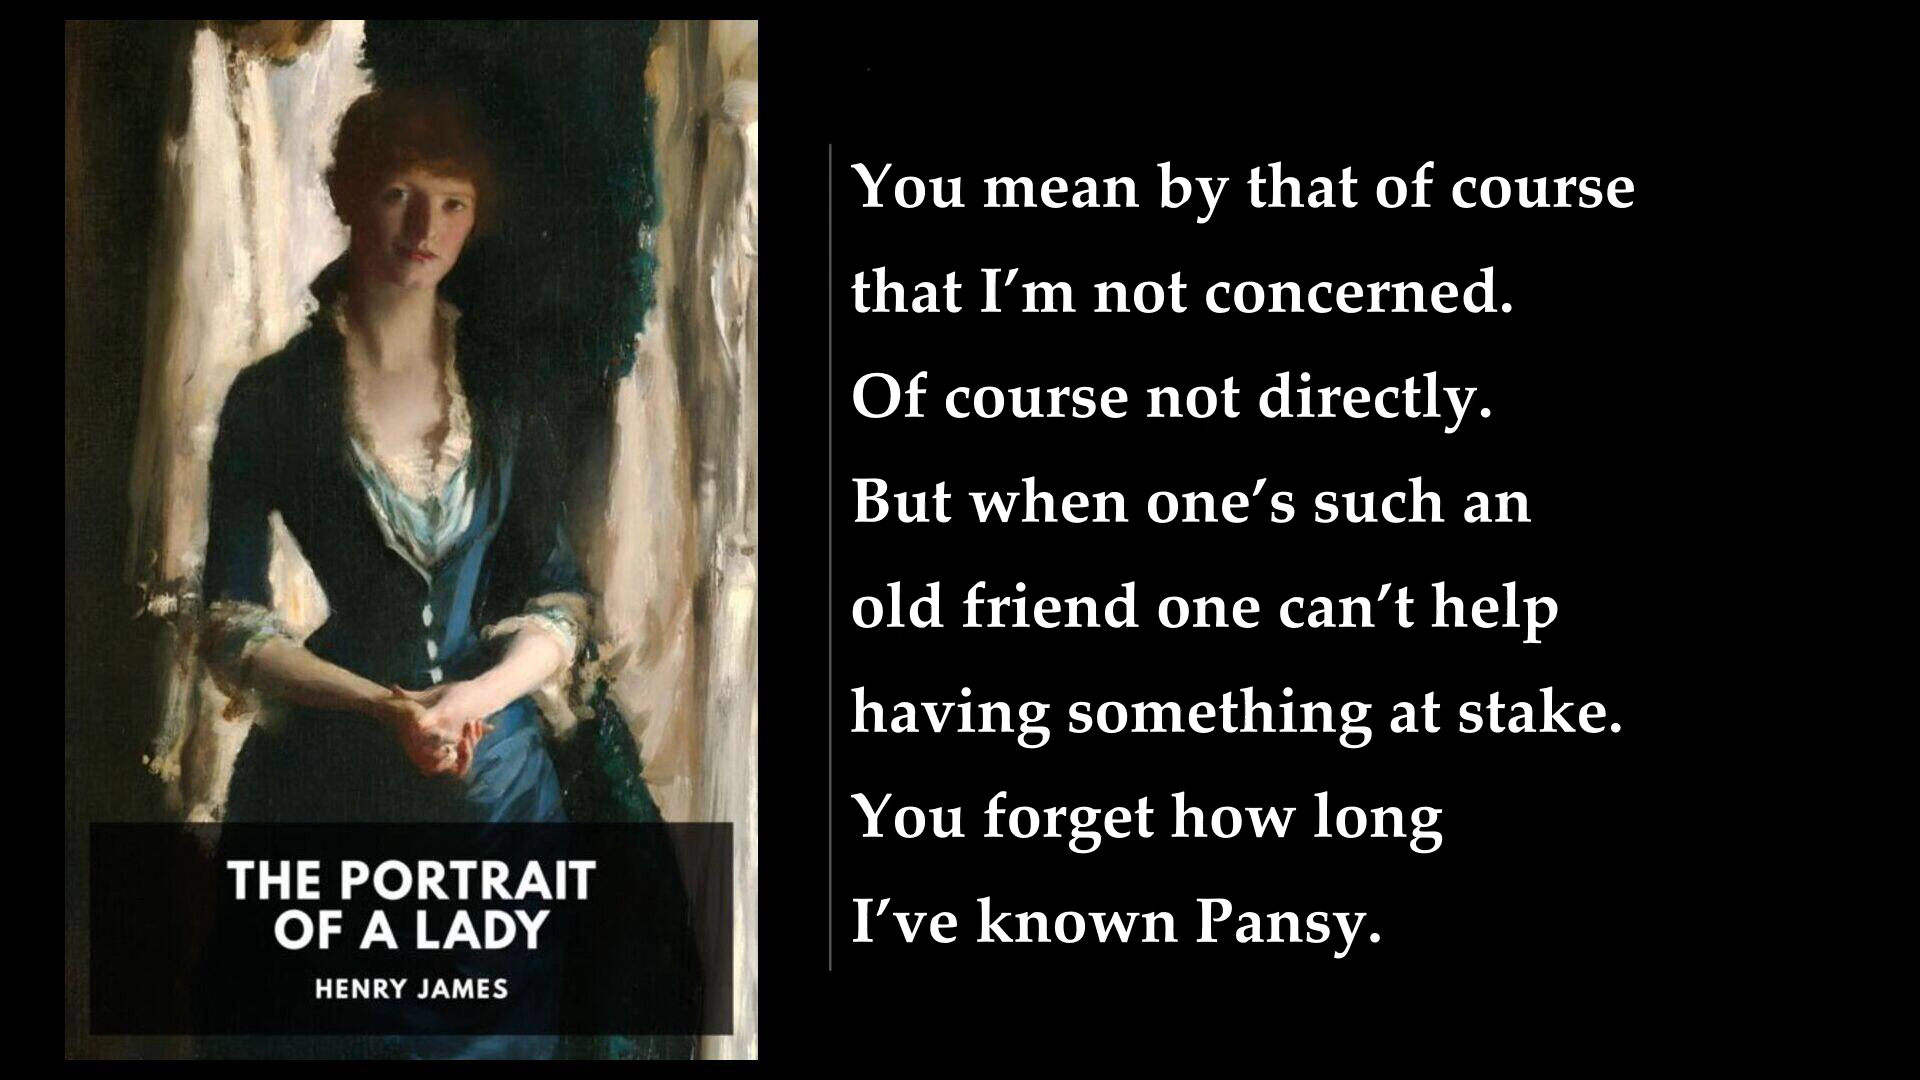 THE PORTRAIT
OF A LADY
HENRY JAMES
You mean by that of course
that I’m not concerned.
Of course not directly.
But when one’s such an
old friend one can’t help
having something at stake.
You forget how long
I’ve known Pansy.